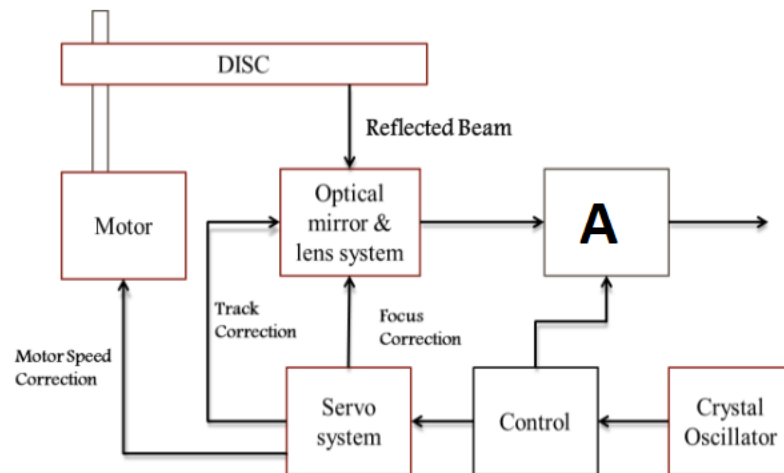 DISC
Reflected Beam
Motor
Optical
mirror &
lens system
A
Track
Correction
Focus
Correction
Motor Speed
Correction
Servo
system
Control
Crystal
Oscillator